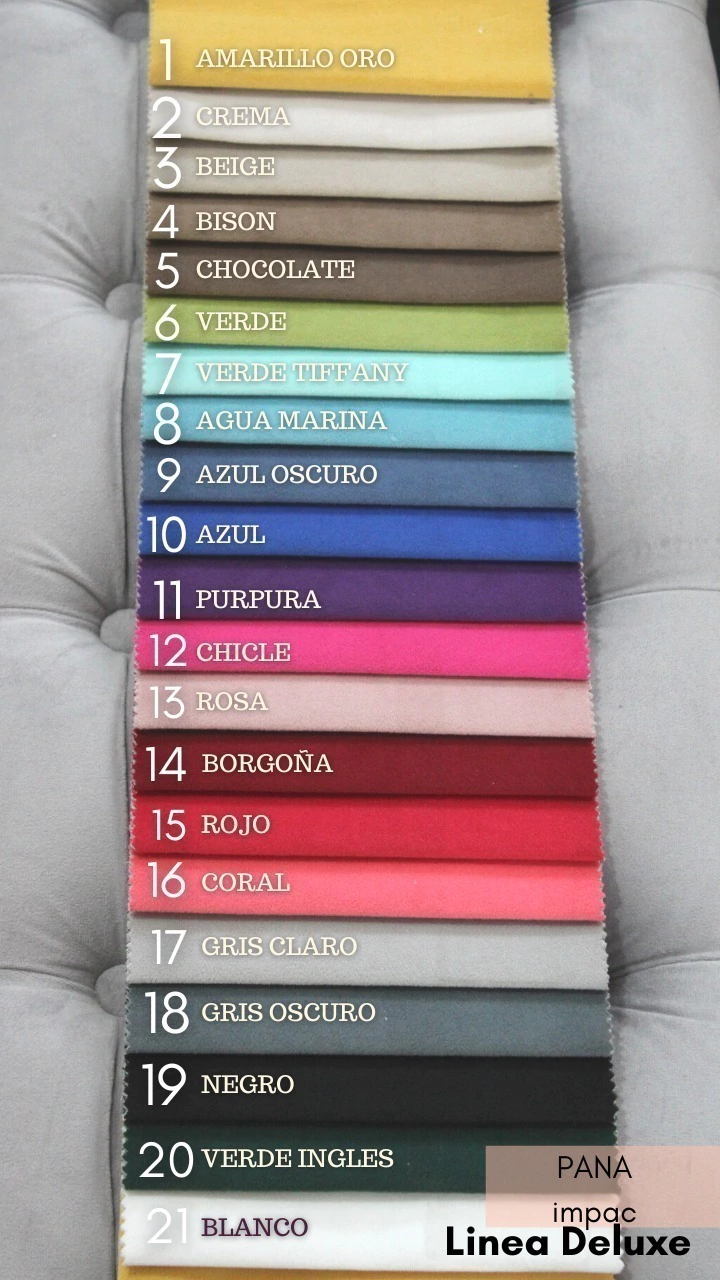 1 AMARILLO ORO
2 CREMA
3 BEIGE
4 BISON
5 CHOCOLATE
6 VERDE
7 VERDE TIFFANY
8 AGUA MARINA
9 AZUL OSCURO
10 AZUL
11 PURPURA
12 CHICLE
13 ROSA
14 BORGOÑA
15 ROJO
16 CORAL
17 GRIS CLARO
18 GRIS OSCURO
19 NEGRO
20 VERDE INGLES
21 BLANCO
PANA
impac
Linea Deluxe